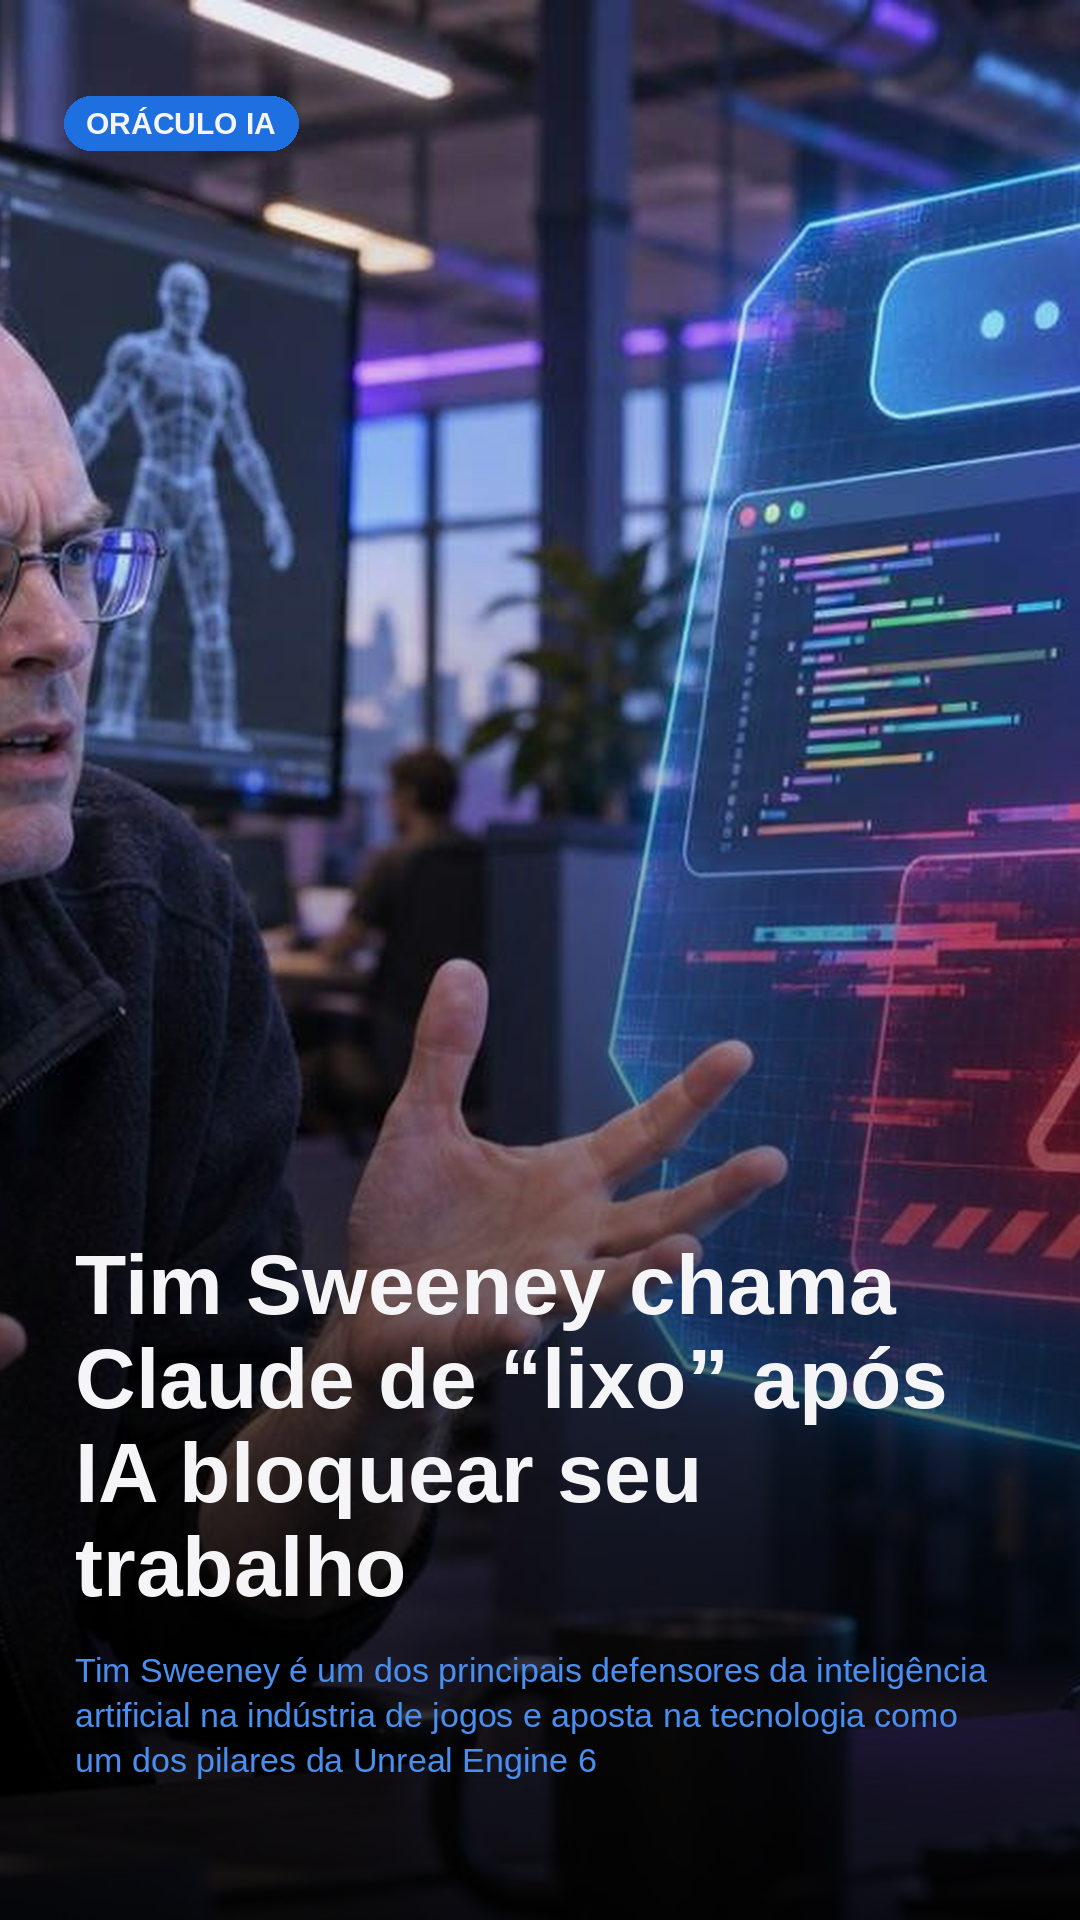 ORÁCULO IA
Tim Sweeney chama
Claude de “lixo” após
IA bloquear seu
trabalho
Tim Sweeney é um dos principais defensores da inteligência
artificial na indústria de jogos e aposta na tecnologia como
um dos pilares da Unreal Engine 6